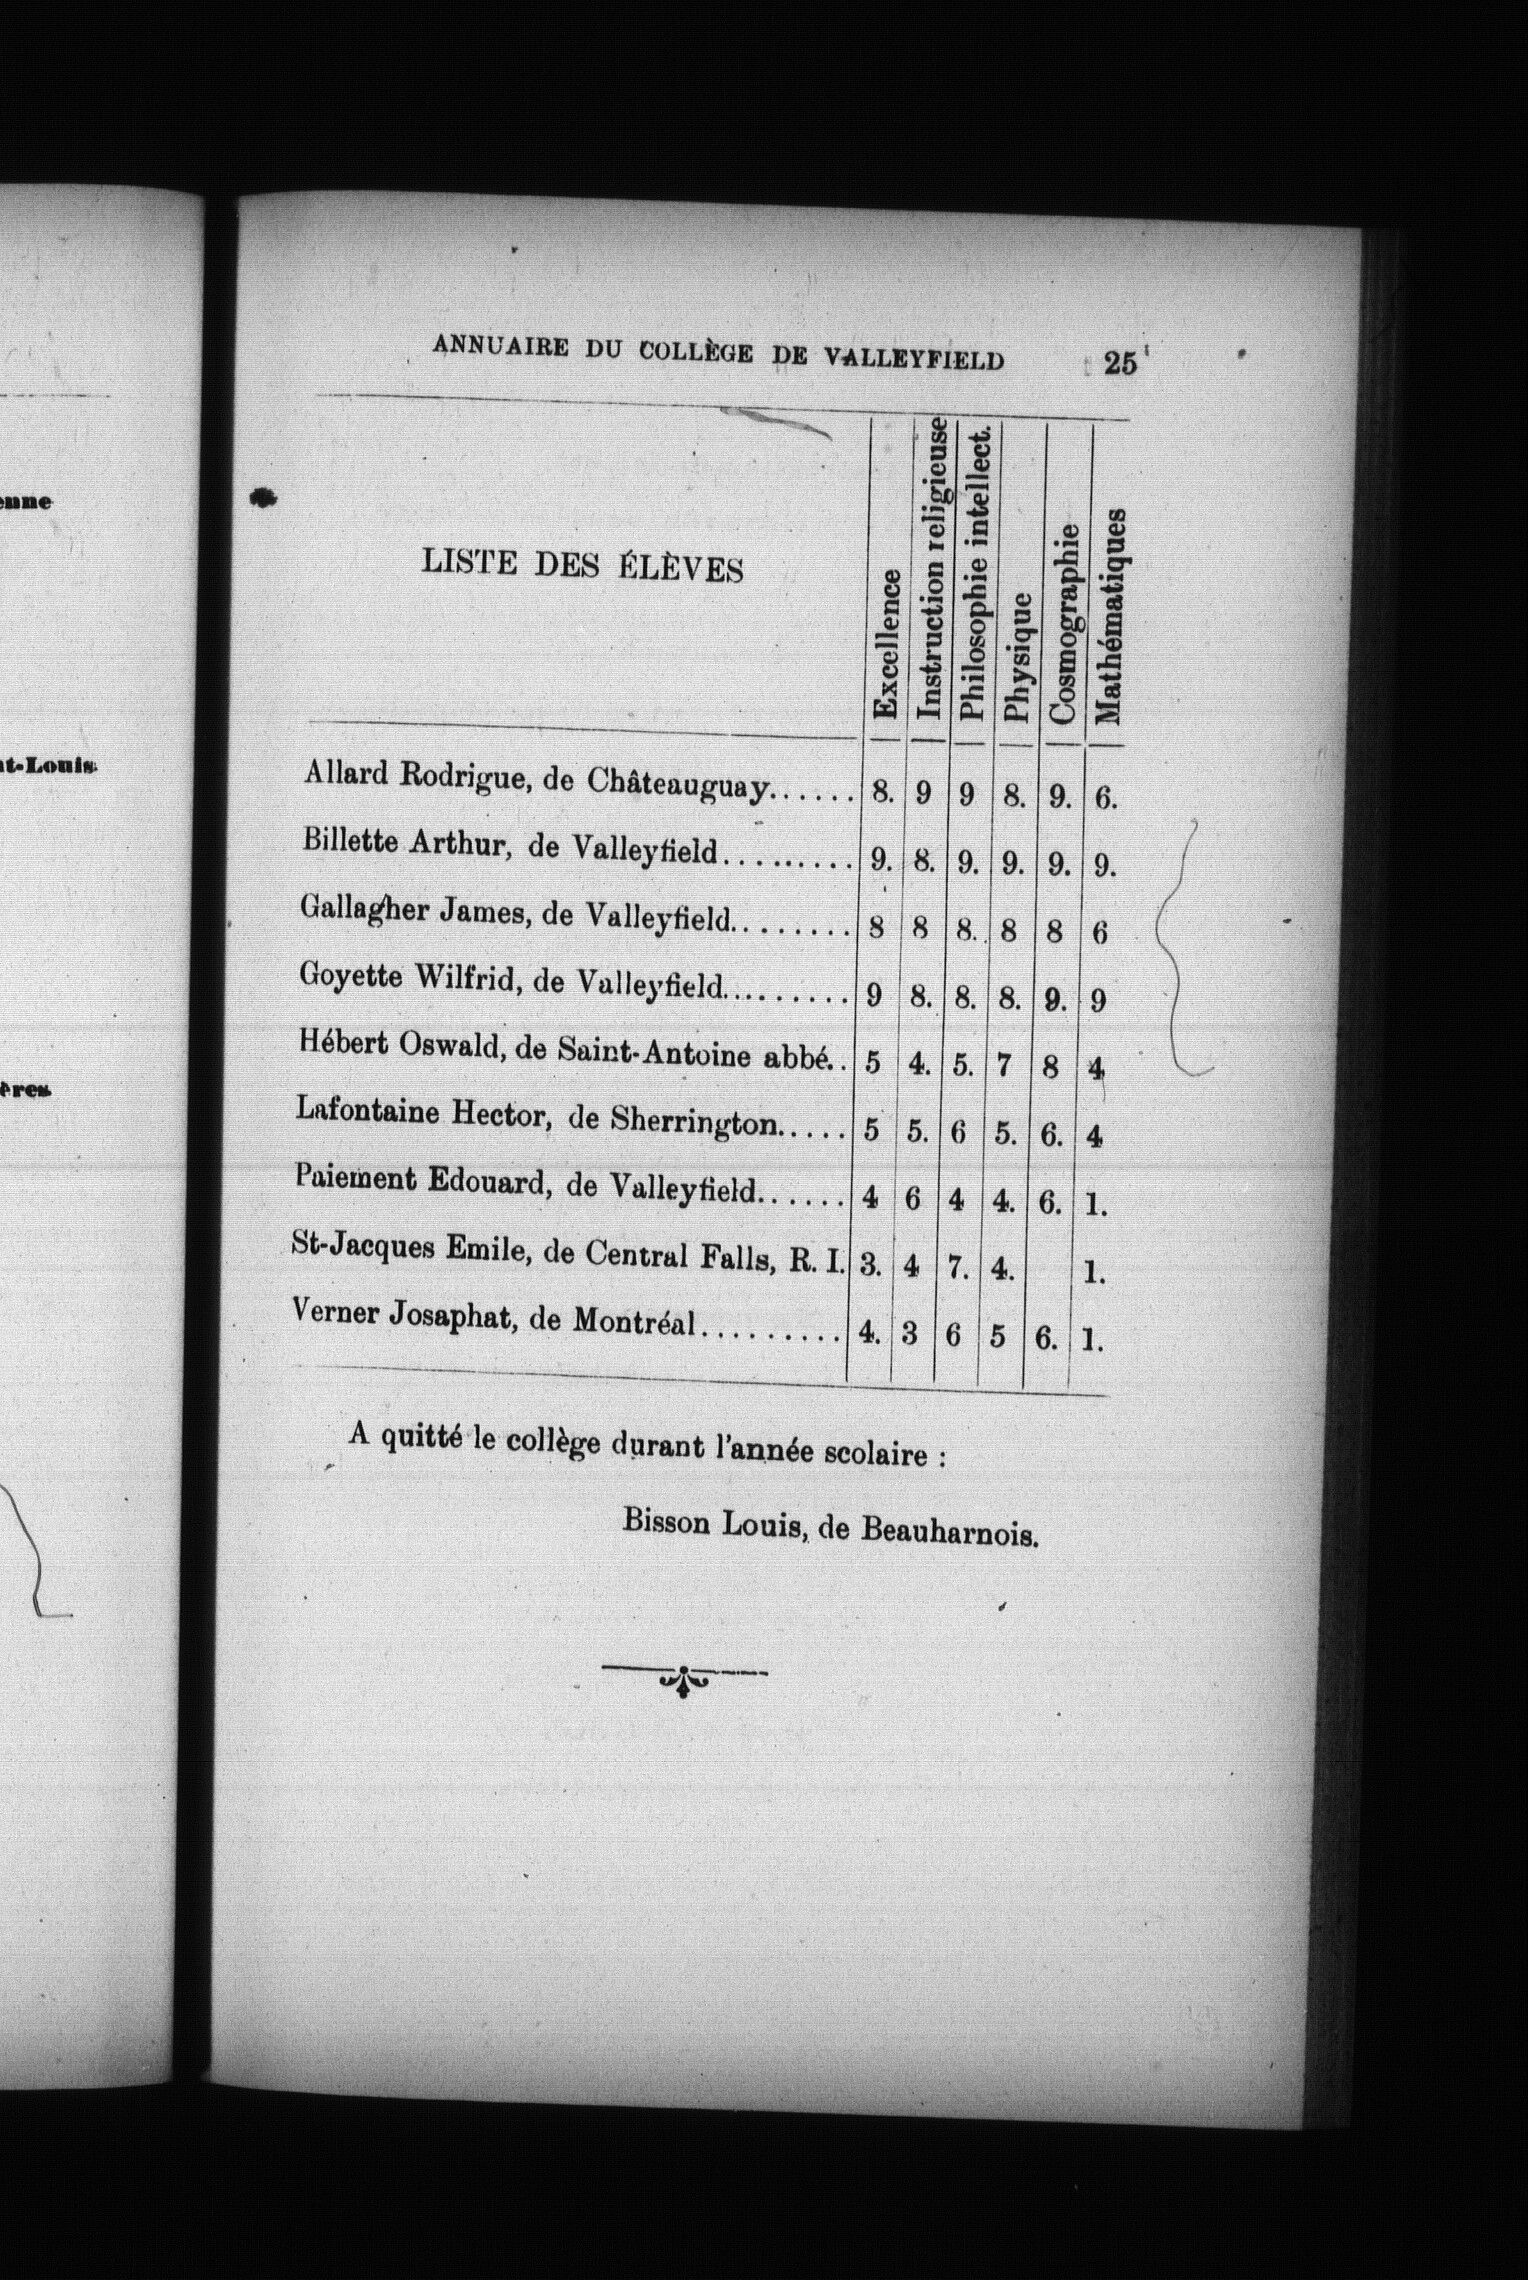 enne
nt-Louis.
ères.
ANNUAIRE DU COLLÈGE DE VALLEYFIELD 25
LISTE DES ÉLÈVES Excellence Instruction religieuse Philosophie intellect. Physique Cosmographie Mathématiques
Allard Rodrigue, de Châteauguay...... 8. 9 9 8. 9. 6.
Billette Arthur, de Valleyfield......... 9. 8. 9. 9. 9. 9.
Gallagher James, de Valleyfield........ 8 8 8. 8 8 6
Goyette Wilfrid, de Valleyfield......... 9 8. 8. 8. 9. 9
Hébert Oswald, de Saint-Antoine abbé.. 5 4. 5. 7 8 4
Lafontaine Hector, de Sherrington..... 5 5. 6 5. 6. 4
Paiement Edouard, de Valleyfield...... 4 6 4 4. 6. 1.
St-Jacques Emile, de Central Falls, R. I. 3. 4 7. 4. 1.
Verner Josaphat, de Montréal......... 4. 3 6 5 6. 1.
A quitté le collège durant l'année scolaire :
Bisson Louis, de Beauharnois.